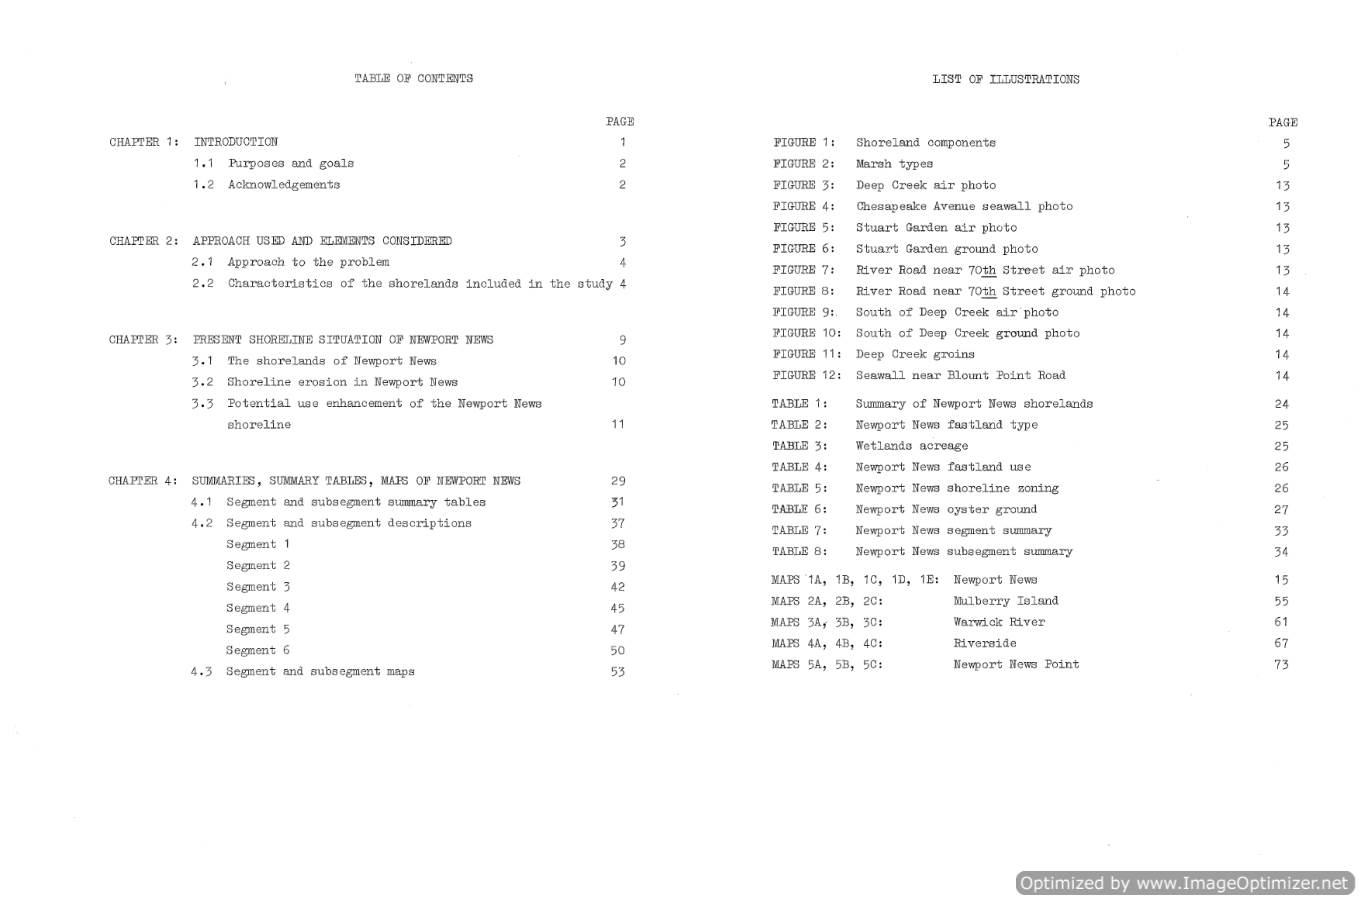 TABLE OF CONTENTS
PAGE
CHAPTER 1: INTRODUCTION 1
1.1 Purposes and goals 2
1.2 Acknowledgements 2
CHAPTER 2: APPROACH USED AND ELEMENTS CONSIDERED 3
2.1 Approach to the problem 4
2.2 Characteristics of the shorelands included in the study 4
CHAPTER 3: PRESENT SHORELINE SITUATION OF NEWPORT NEWS 9
3.1 The shorelands of Newport News 10
3.2 Shoreline erosion in Newport News 10
3.3 Potential use enhancement of the Newport News
shoreline 11
CHAPTER 4: SUMMARIES, SUMMARY TABLES, MAPS OF NEWPORT NEWS 29
4.1 Segment and subsegment summary tables 31
4.2 Segment and subsegment descriptions 37
Segment 1 38
Segment 2 39
Segment 3 42
Segment 4 45
Segment 5 47
Segment 6 50
4.3 Segment and subsegment maps 53
LIST OF ILLUSTRATIONS
PAGE
FIGURE 1: Shoreland components 5
FIGURE 2: Marsh types 5
FIGURE 3: Deep Creek air photo 13
FIGURE 4: Chesapeake Avenue seawall photo 13
FIGURE 5: Stuart Garden air photo 13
FIGURE 6: Stuart Garden ground photo 13
FIGURE 7: River Road near 70th Street air photo 13
FIGURE 8: River Road near 70th Street ground photo 14
FIGURE 9: South of Deep Creek air photo 14
FIGURE 10: South of Deep Creek ground photo 14
FIGURE 11: Deep Creek groins 14
FIGURE 12: Seawall near Blount Point Road 14
TABLE 1: Summary of Newport News shorelands 24
TABLE 2: Newport News fastland type 25
TABLE 3: Wetlands acreage 25
TABLE 4: Newport News fastland use 26
TABLE 5: Newport News shoreline zoning 26
TABLE 6: Newport News oyster ground 27
TABLE 7: Newport News segment summary 33
TABLE 8: Newport News subsegment summary 34
MAPS 1A, 1B, 1C, 1D, 1E: Newport News 15
MAPS 2A, 2B, 2C: Mulberry Island 55
MAPS 3A, 3B, 3C: Warwick River 61
MAPS 4A, 4B, 4C: Riverside 67
MAPS 5A, 5B, 5C: Newport News Point 73
Optimized by www.ImageOptimizer.net